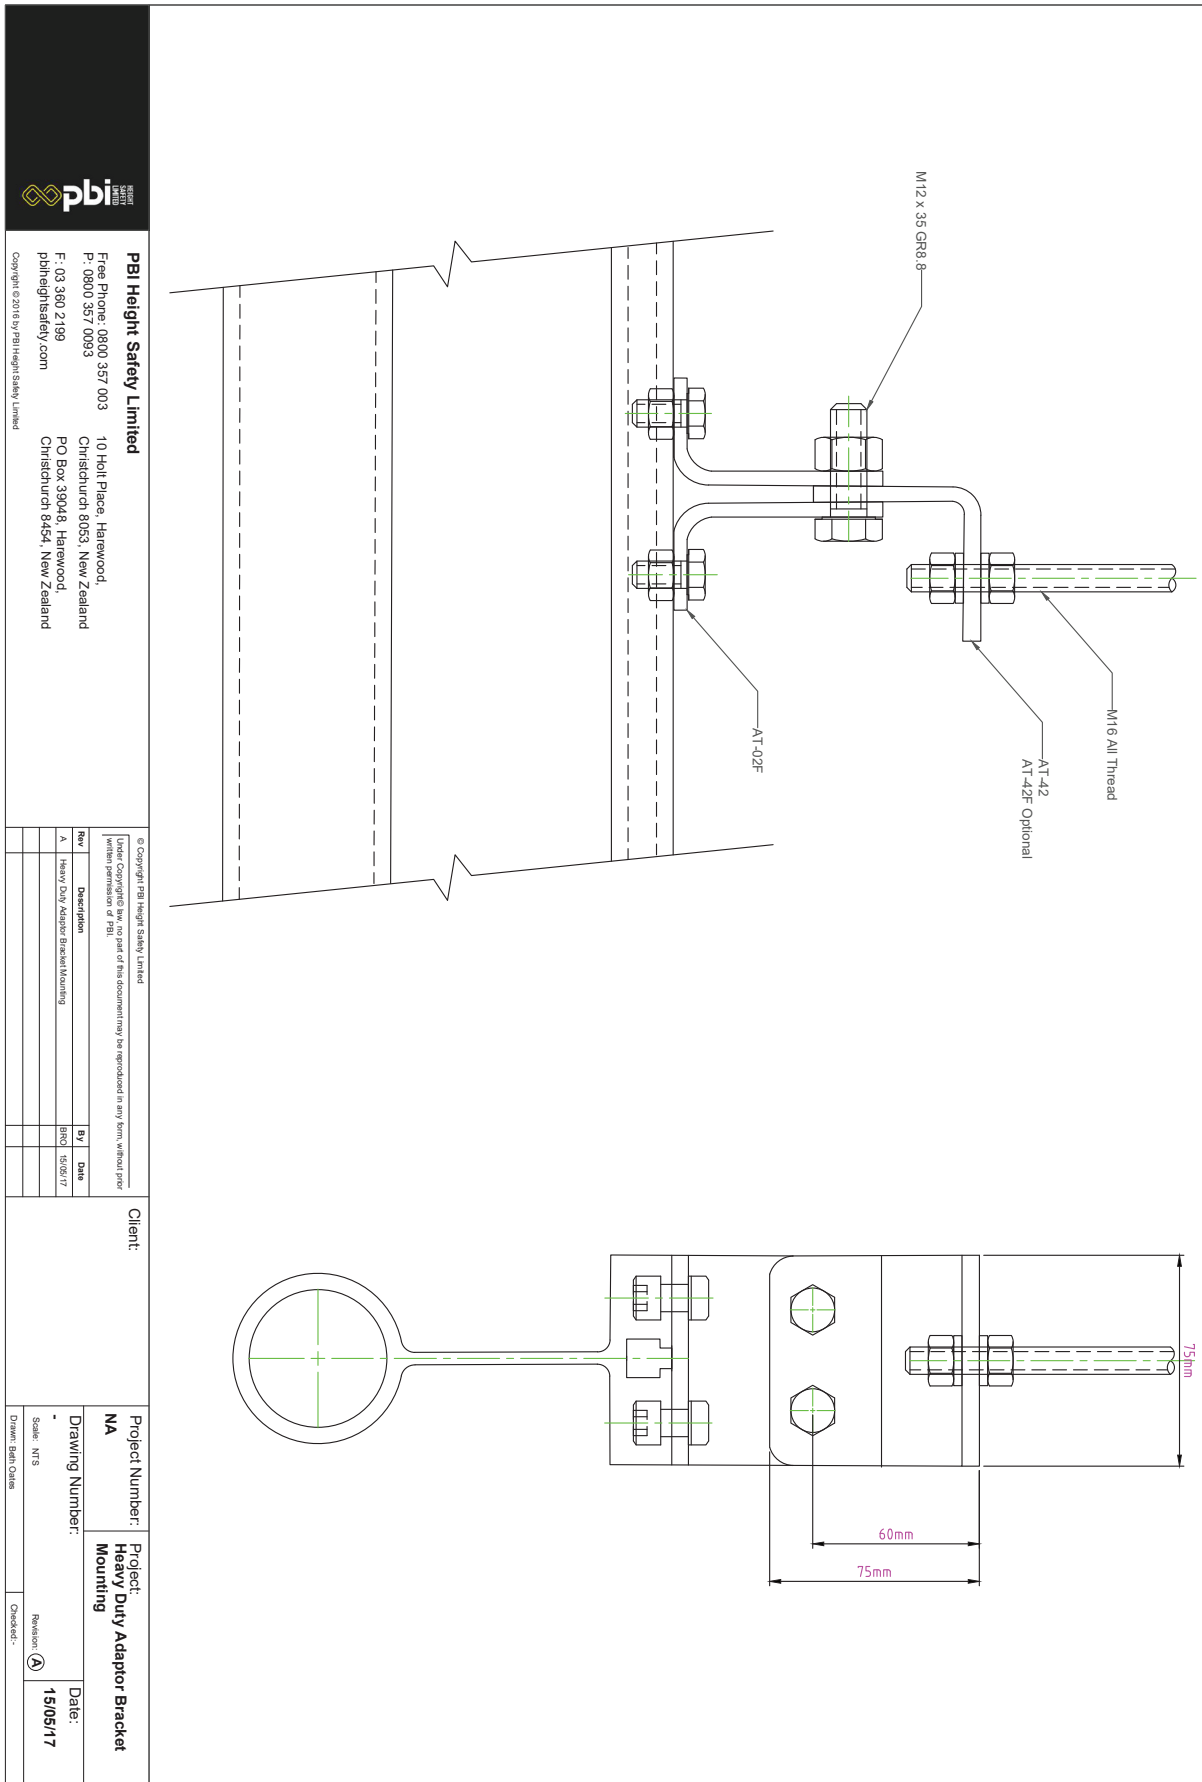 M12 x 35 GR8.8
M16 All Thread
AT-42
AT-42F Optional
AT-02F
75mm
60mm
75mm
pbi
HEIGHT
SAFETY
LIMITED
PBI Height Safety Limited
Free Phone: 0800 357 003
P: 0800 357 0093
F: 03 360 2199
pbiheightsafety.com
10 Holt Place, Harewood,
Christchurch 8053, New Zealand
PO Box 39048, Harewood,
Christchurch 8454, New Zealand
Copyright © 2016 by PBI Height Safety Limited
© Copyright PBI Height Safety Limited
Under Copyright© law, no part of this document may be reproduced in any form, without prior
written permission of PBI.
Rev Description By Date
A Heavy Duty Adaptor Bracket Mounting BRO 15/05/17
Client:
Project Number:
NA
Project:
Heavy Duty Adaptor Bracket
Mounting
Drawing Number:
-
Date:
15/05/17
Scale: NTS
Revision: A
Drawn: Beth Oates
Checked:-